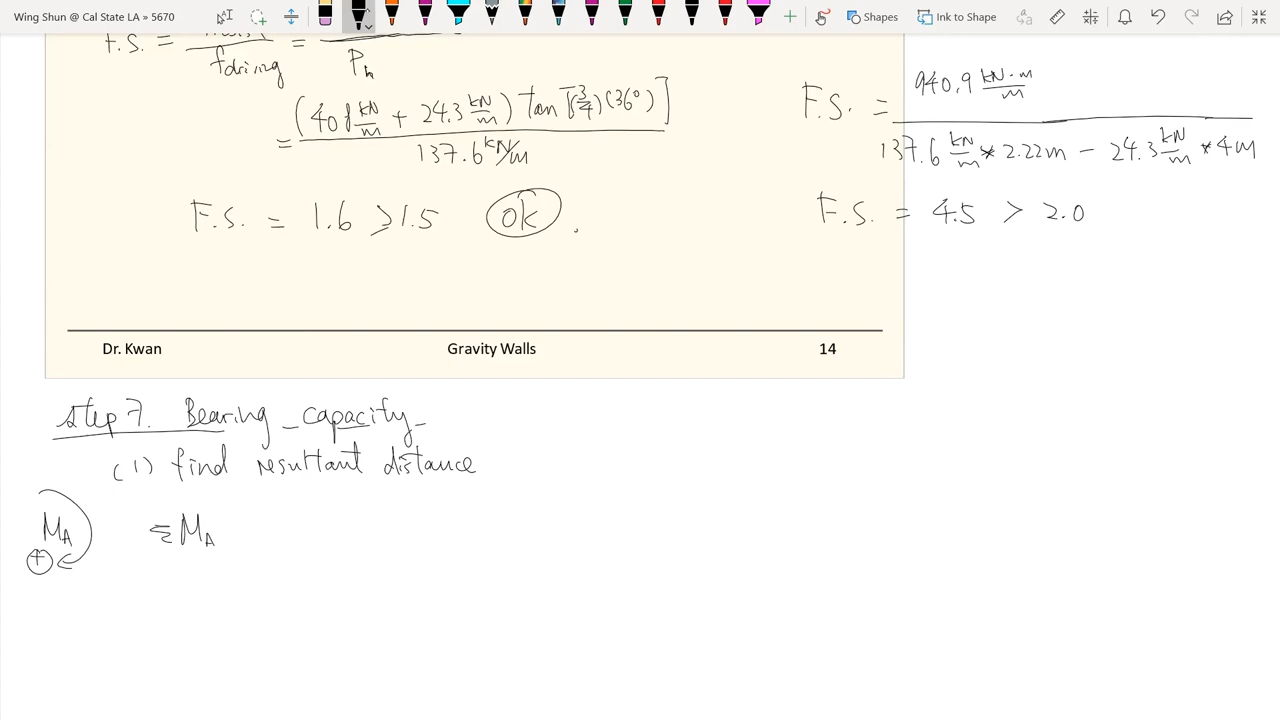 Wing Shun @ Cal State LA » 5670
Shapes
Ink to Shape
F.S. = =
fdriving Ph
= (408 kN/m + 24.3 kN/m) tan [(3/4)(36°)]
137.6 kN/m
F.S. = 1.6 ≥ 1.5 ok.
F.S. = 940.9 kN·m/m
137.6 kN/m * 2.22m - 24.3 kN/m * 4m
F.S. = 4.5 > 2.0
Dr. Kwan Gravity Walls 14
Step 7. Bearing capacity
(1) find resultant distance
MA ΣMA
+